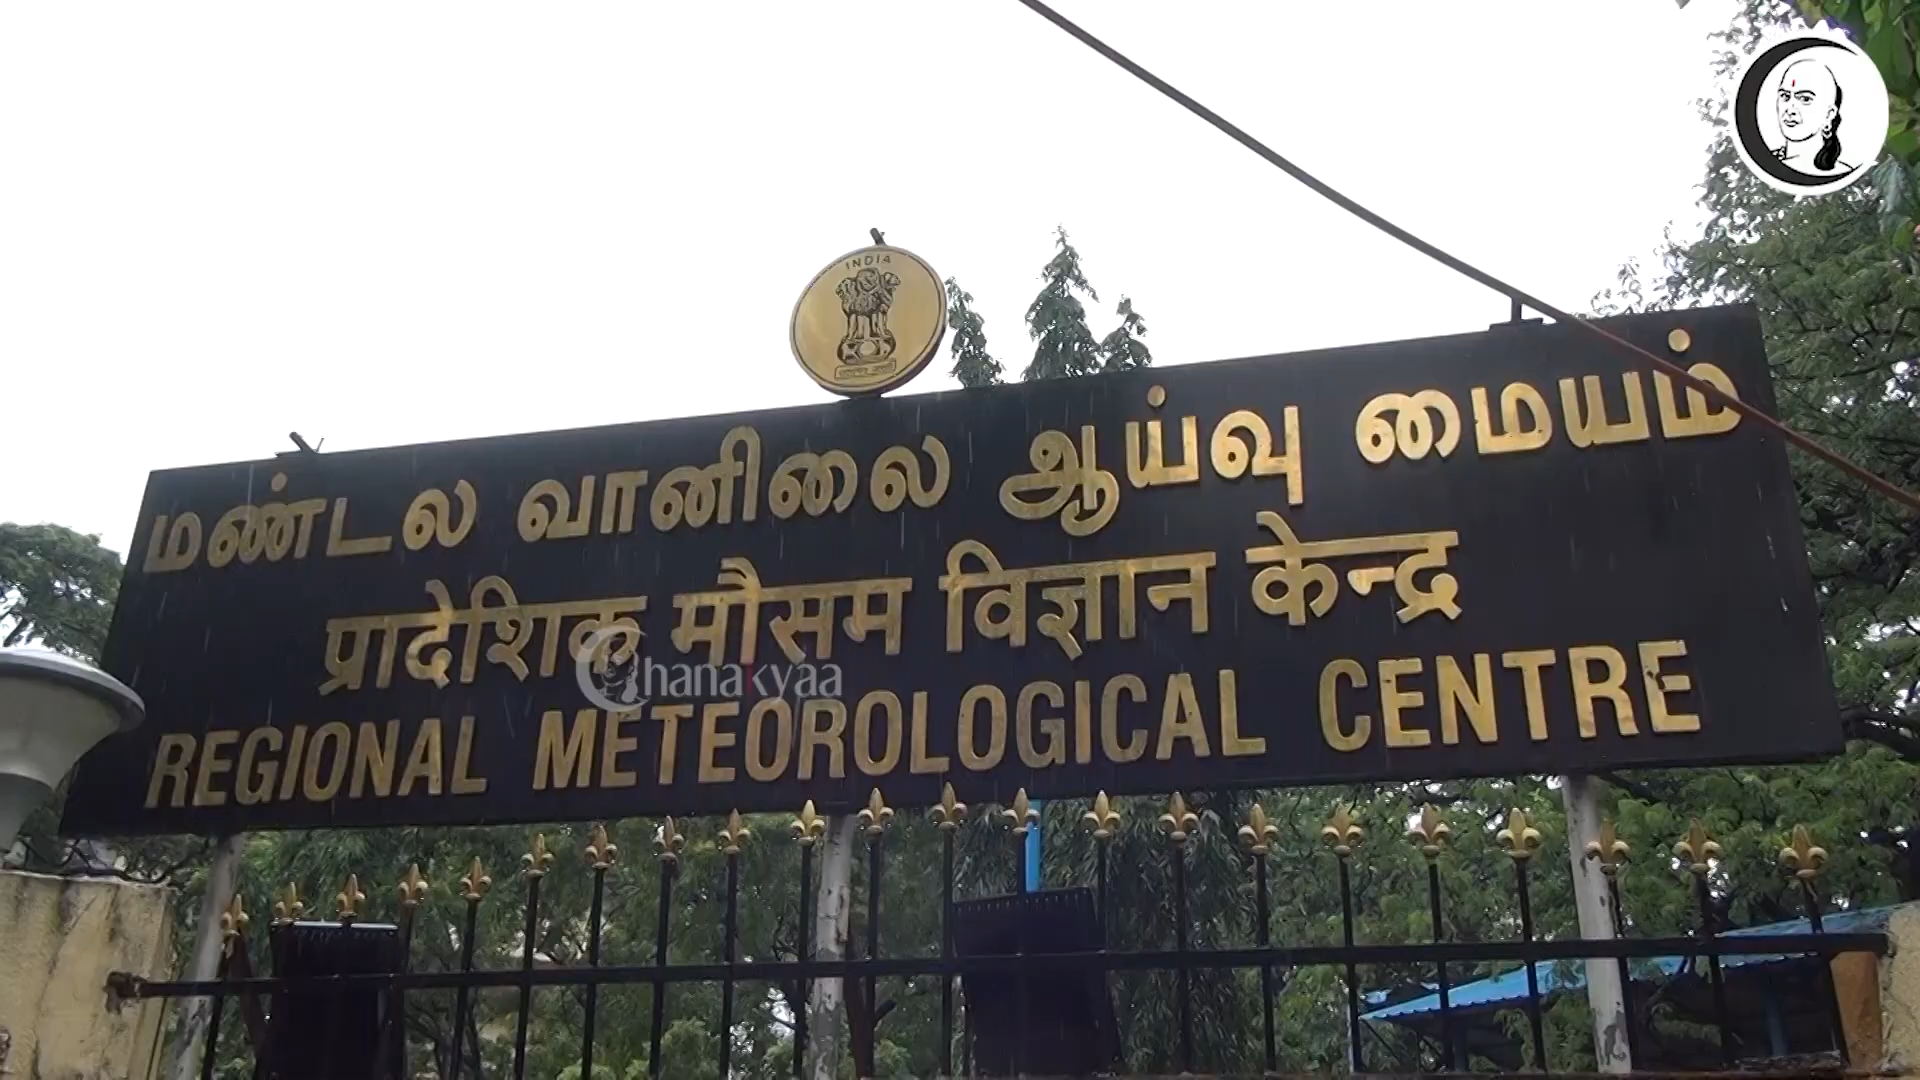 INDIA
மண்டல வானிலை ஆய்வு மையம்
प्रादेशिक मौसम विज्ञान केन्द्र
Chanakyaa
REGIONAL METEOROLOGICAL CENTRE